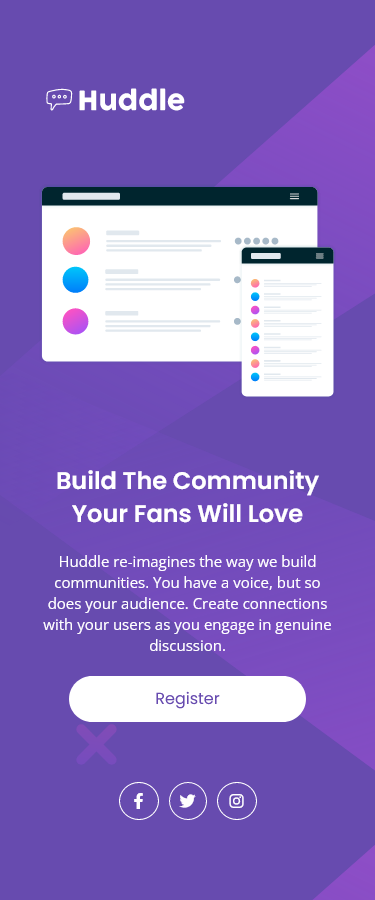 Huddle
Build The Community
Your Fans Will Love
Huddle re-imagines the way we build
communities. You have a voice, but so
does your audience. Create connections
with your users as you engage in genuine
discussion.
Register